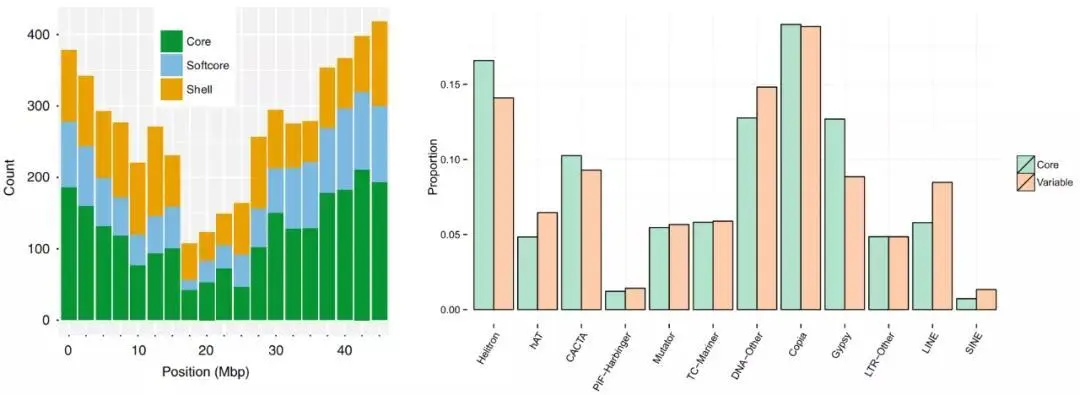 400
300
200
100
0
Count
Core
Softcore
Shell
0 10 20 30 40
Position (Mbp)
0.15
0.10
0.05
0.00
Proportion
Helitron
hAT
CACTA
PIF−Harbinger
Mutator
TC−Mariner
DNA−Other
Copia
Gypsy
LTR−Other
LINE
SINE
Core
Variable